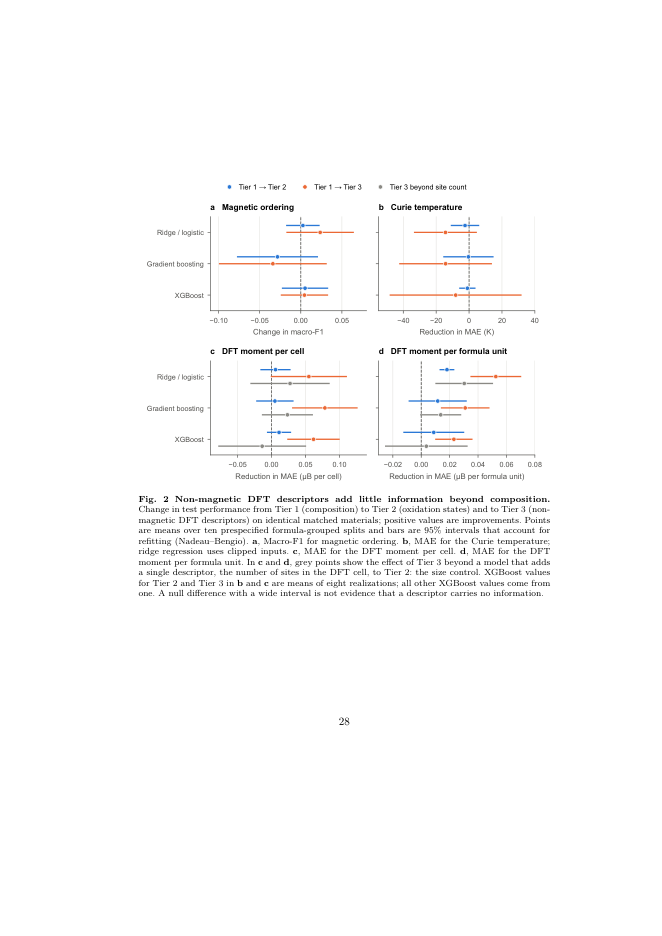 Tier 1 → Tier 2 Tier 1 → Tier 3 Tier 3 beyond site count
a Magnetic ordering
Ridge / logistic
Gradient boosting
XGBoost
−0.10 −0.05 0.00 0.05
Change in macro-F1
b Curie temperature
−40 −20 0 20 40
Reduction in MAE (K)
c DFT moment per cell
Ridge / logistic
Gradient boosting
XGBoost
−0.05 0.00 0.05 0.10
Reduction in MAE (μB per cell)
d DFT moment per formula unit
−0.02 0.00 0.02 0.04 0.06 0.08
Reduction in MAE (μB per formula unit)
Fig. 2 Non-magnetic DFT descriptors add little information beyond composition.
Change in test performance from Tier 1 (composition) to Tier 2 (oxidation states) and to Tier 3 (non-
magnetic DFT descriptors) on identical matched materials; positive values are improvements. Points
are means over ten prespecified formula-grouped splits and bars are 95% intervals that account for
refitting (Nadeau–Bengio). a, Macro-F1 for magnetic ordering. b, MAE for the Curie temperature;
ridge regression uses clipped inputs. c, MAE for the DFT moment per cell. d, MAE for the DFT
moment per formula unit. In c and d, grey points show the effect of Tier 3 beyond a model that adds
a single descriptor, the number of sites in the DFT cell, to Tier 2: the size control. XGBoost values
for Tier 2 and Tier 3 in b and c are means of eight realizations; all other XGBoost values come from
one. A null difference with a wide interval is not evidence that a descriptor carries no information.
28